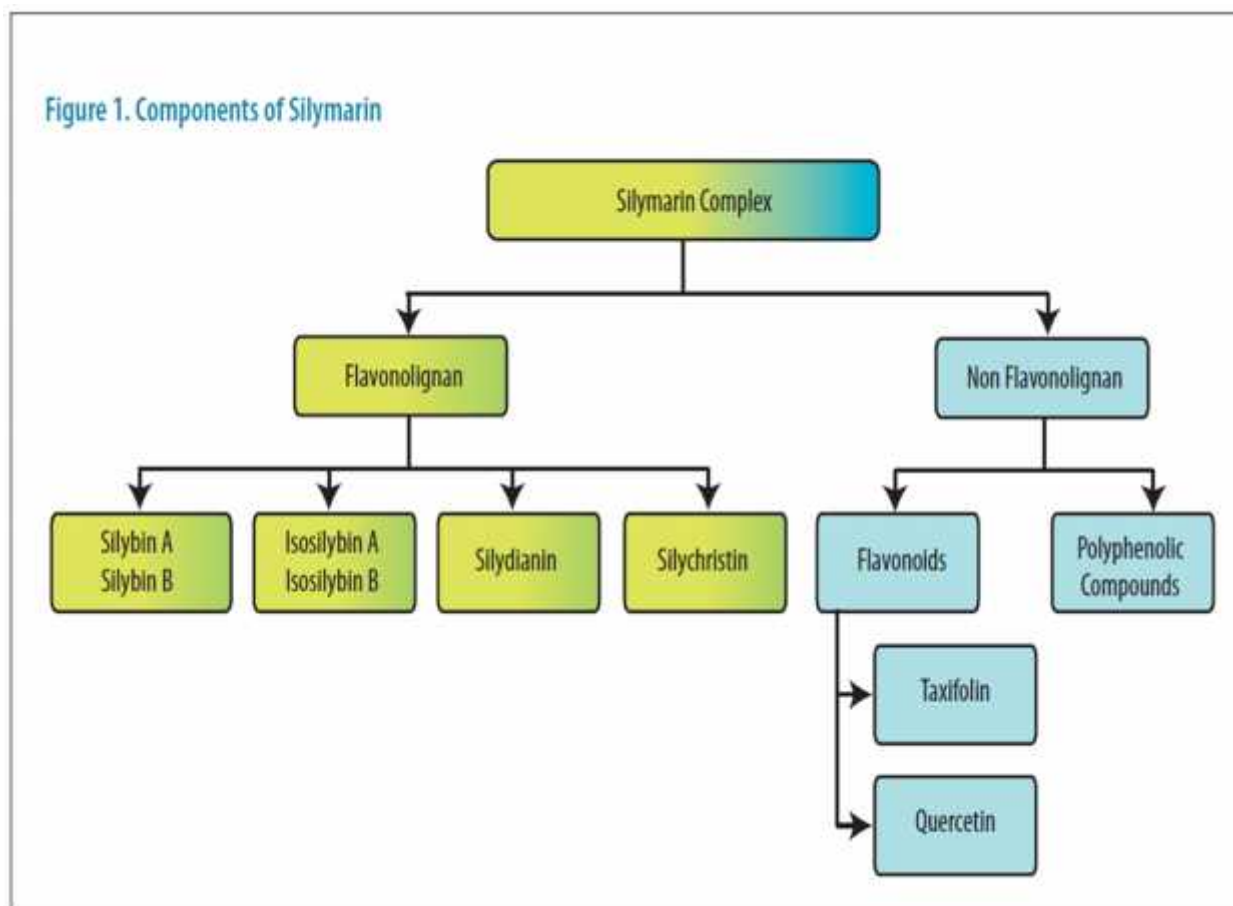 Figure 1. Components of Silymarin
Silymarin Complex
Flavonolignan
Non Flavonolignan
Silybin A
Silybin B
Isosilybin A
Isosilybin B
Silydianin
Silychristin
Flavonoids
Polyphenolic
Compounds
Taxifolin
Quercetin